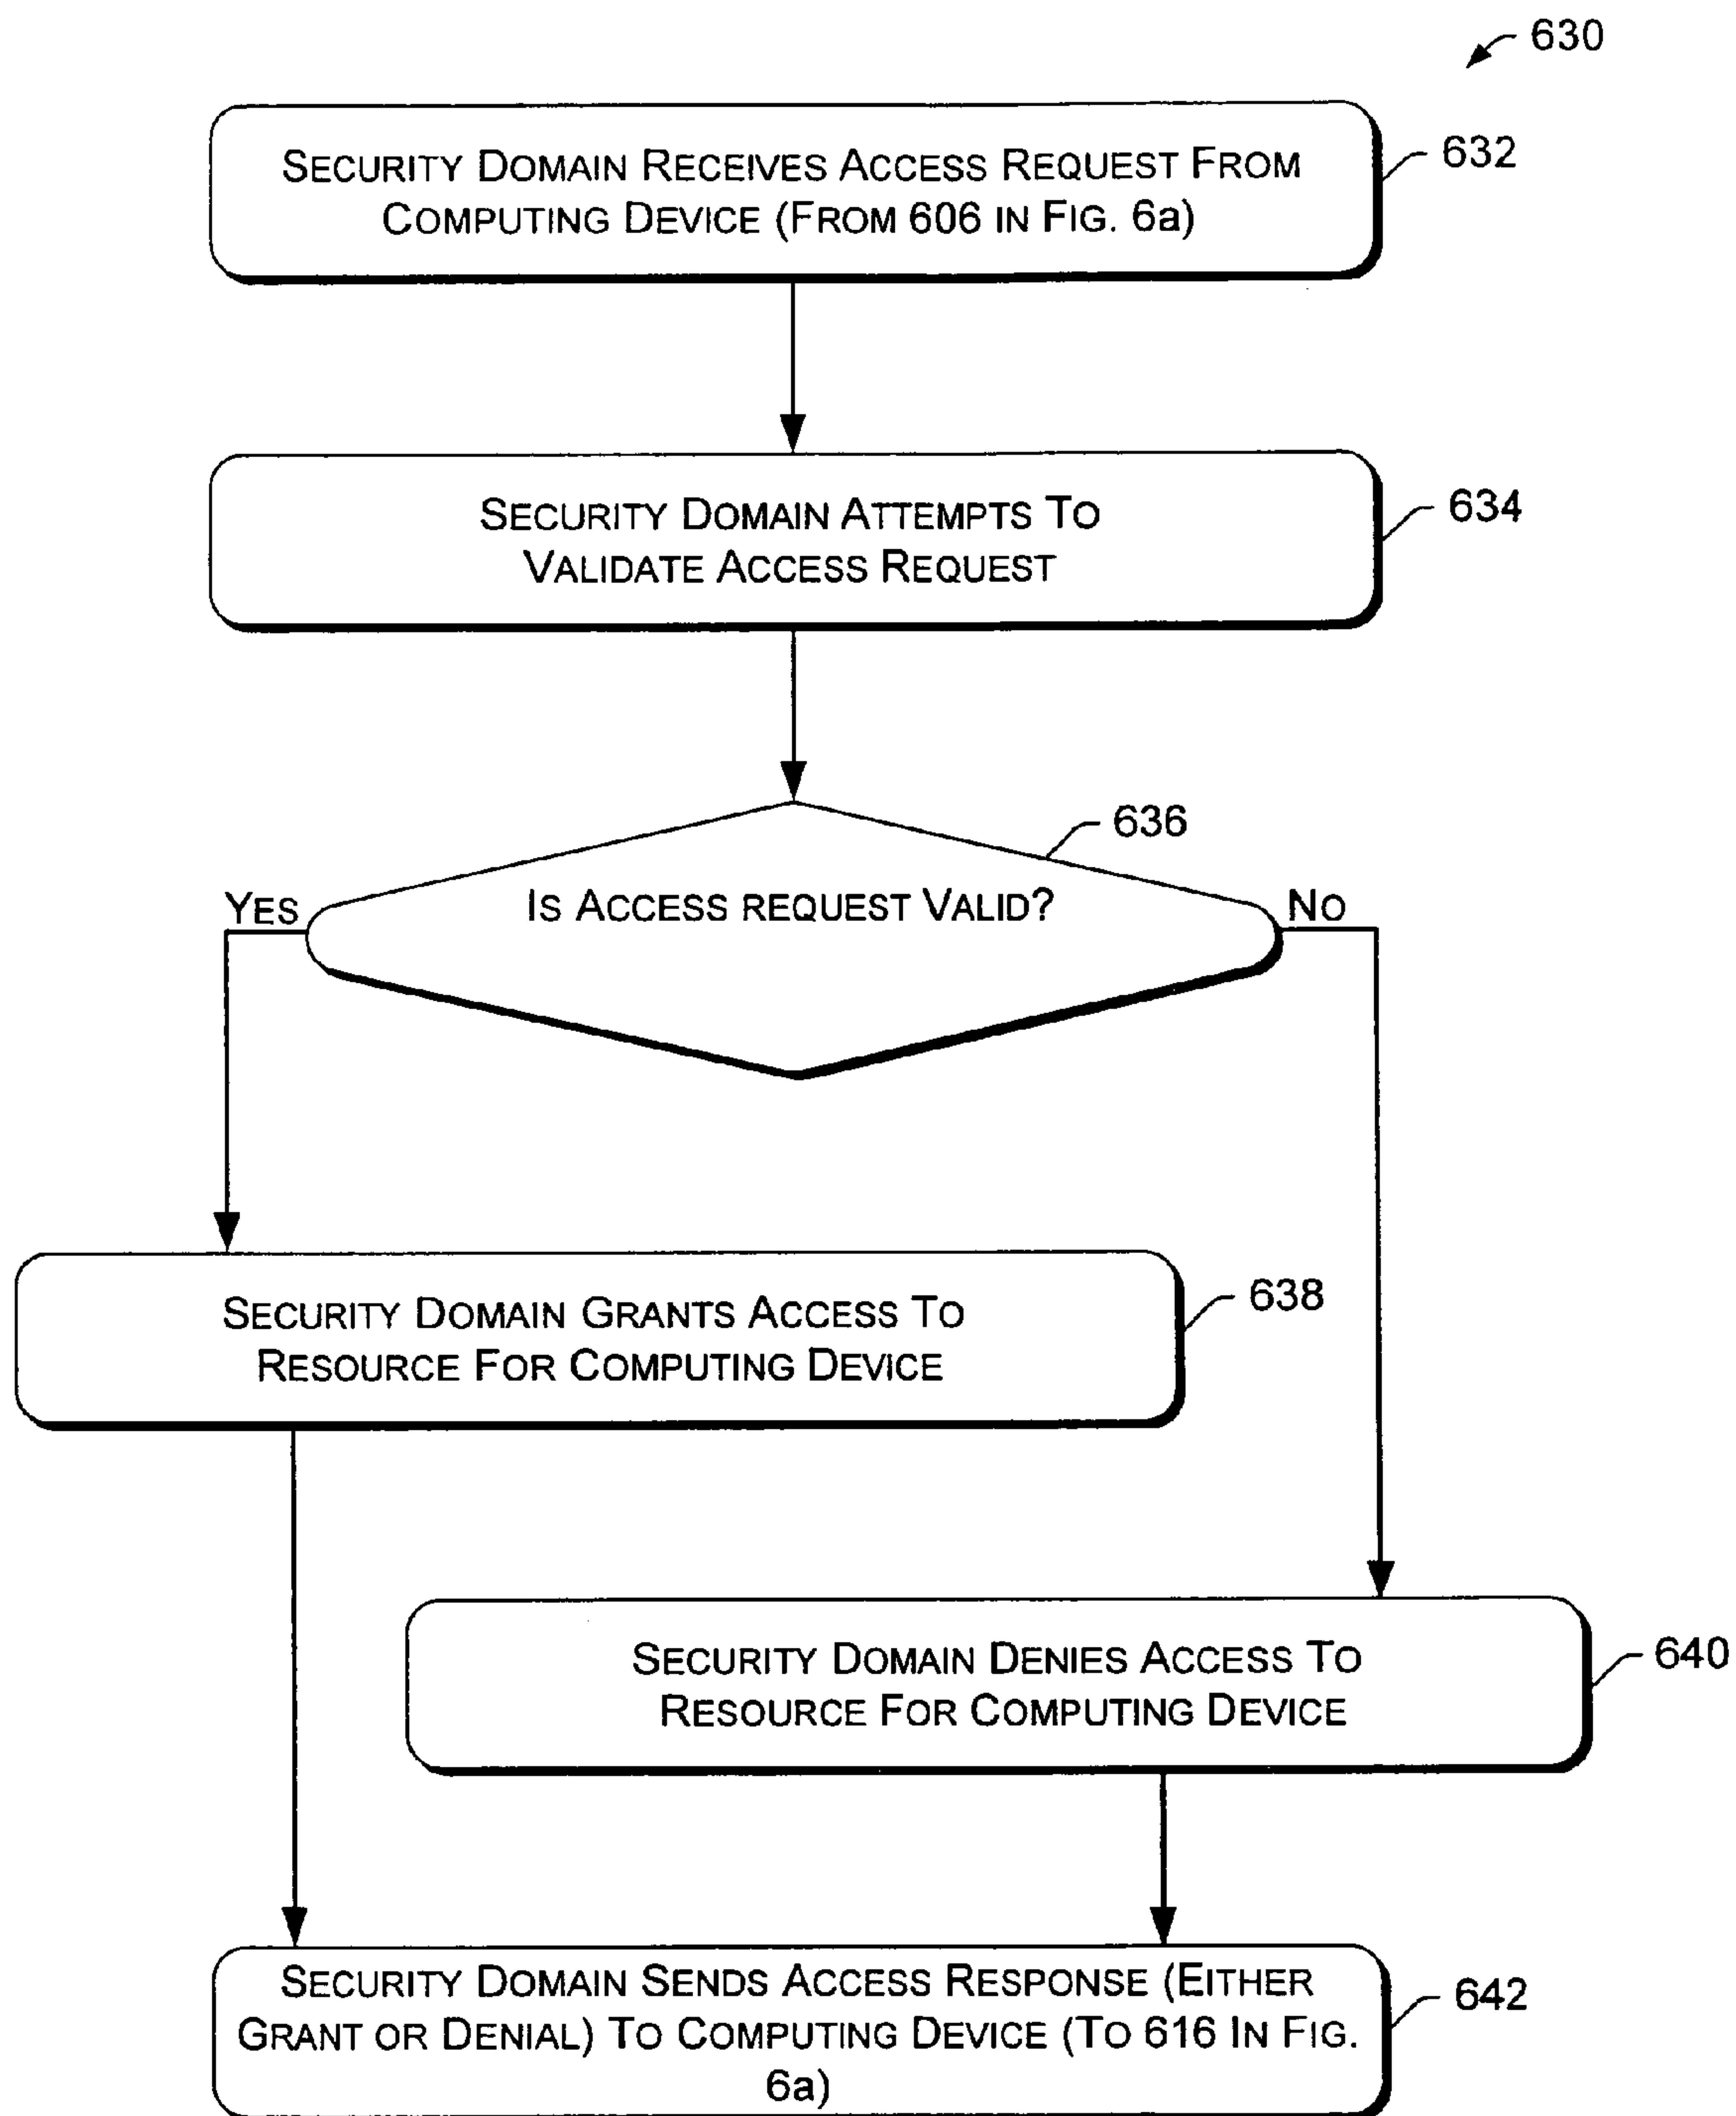 630
SECURITY DOMAIN RECEIVES ACCESS REQUEST FROM
COMPUTING DEVICE (FROM 606 IN FIG. 6a)
632
SECURITY DOMAIN ATTEMPTS TO
VALIDATE ACCESS REQUEST
634
636
IS ACCESS REQUEST VALID?
YES
NO
SECURITY DOMAIN GRANTS ACCESS TO
RESOURCE FOR COMPUTING DEVICE
638
SECURITY DOMAIN DENIES ACCESS TO
RESOURCE FOR COMPUTING DEVICE
640
SECURITY DOMAIN SENDS ACCESS RESPONSE (EITHER
GRANT OR DENIAL) TO COMPUTING DEVICE (TO 616 IN FIG.
6a)
642